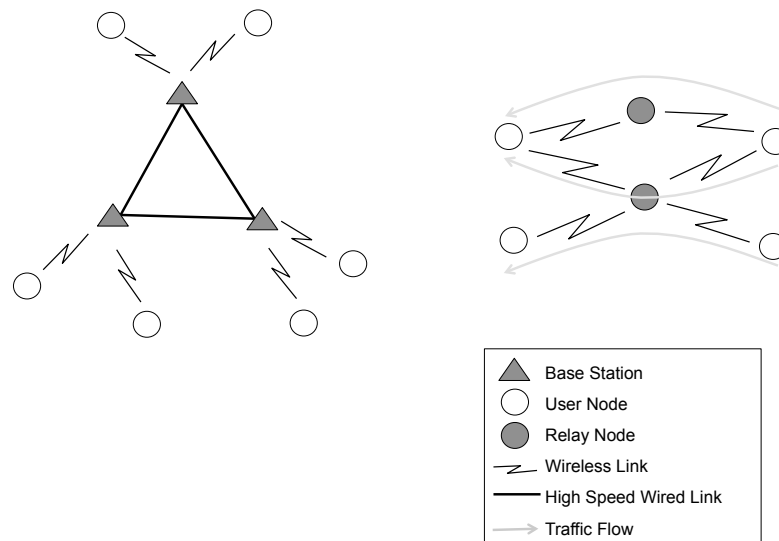 Base Station
User Node
Relay Node
Wireless Link
High Speed Wired Link
Traffic Flow